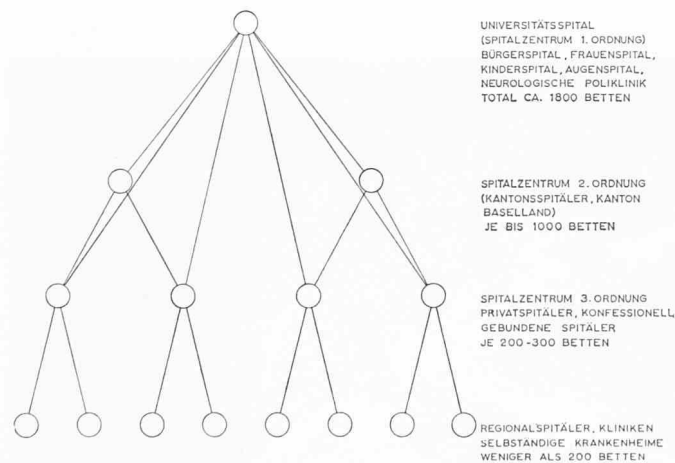 UNIVERSITÄTSSPITAL
(SPITALZENTRUM 1. ORDNUNG)
BÜRGERSPITAL, FRAUENSPITAL,
KINDERSPITAL, AUGENSPITAL,
NEUROLOGISCHE POLIKLINIK
TOTAL CA. 1800 BETTEN
SPITALZENTRUM 2. ORDNUNG
(KANTONSSPITÄLER, KANTON
BASELLAND)
JE BIS 1000 BETTEN
SPITALZENTRUM 3. ORDNUNG
PRIVATSPITÄLER, KONFESSIONELL
GEBUNDENE SPITÄLER
JE 200-300 BETTEN
REGIONALSPITÄLER, KLINIKEN
SELBSTÄNDIGE KRANKENHEIME
WENIGER ALS 200 BETTEN